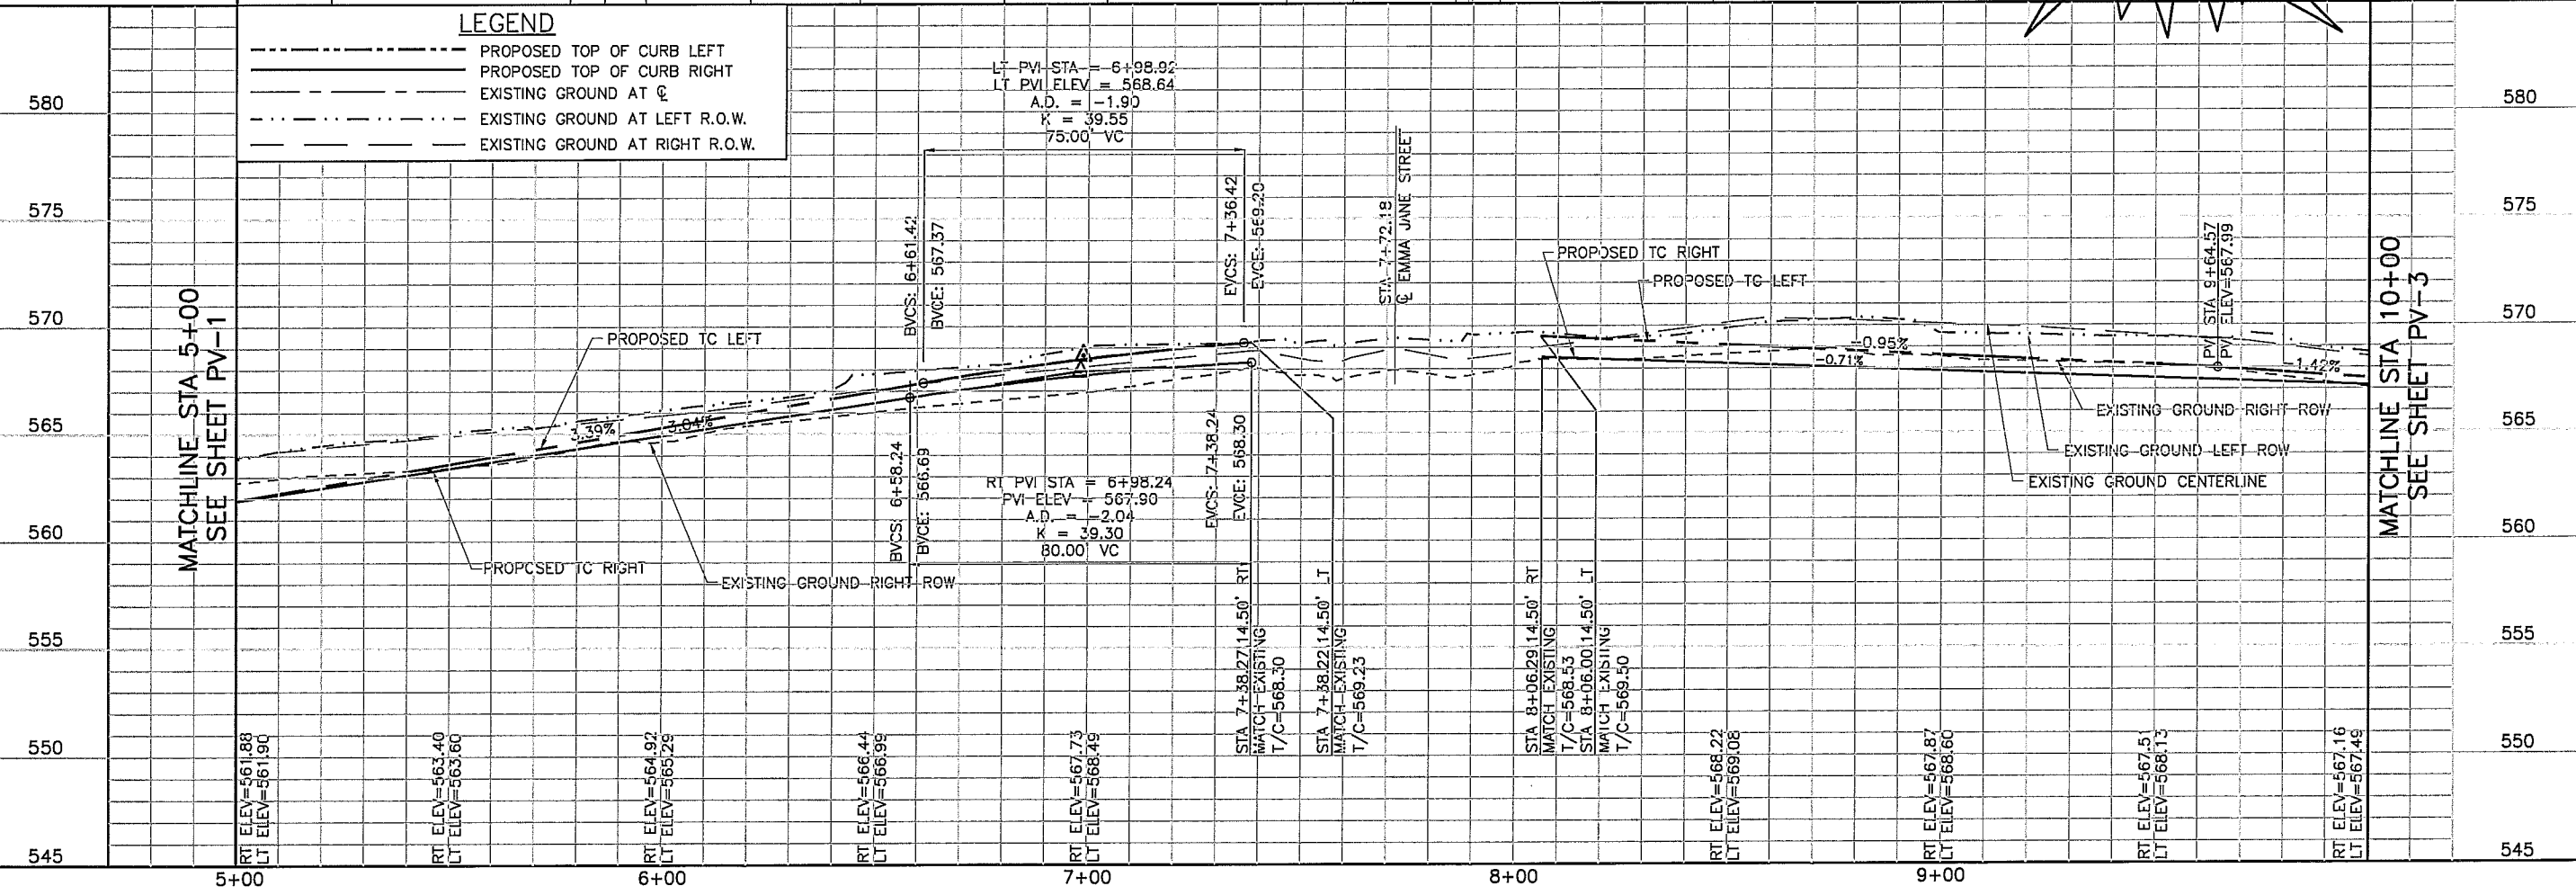 LEGEND
PROPOSED TOP OF CURB LEFT
PROPOSED TOP OF CURB RIGHT
EXISTING GROUND AT ℄
EXISTING GROUND AT LEFT R.O.W.
EXISTING GROUND AT RIGHT R.O.W.
580
575
570
565
560
555
550
545
MATCHLINE STA 5+00
SEE SHEET PV-1
LT PVI STA = 6+98.92
LT PVI ELEV = 568.64
A.D. = -1.90
K = 39.55
75.00' VC
BVCS: 6+61.42
BVCE: 567.37
EVCS: 7+36.42
EVCE: 569.20
STA 7+72.18
℄ EMMA JANE STREET
PROPOSED TC LEFT
3.39%
3.04%
PROPOSED TC RIGHT
EXISTING GROUND RIGHT ROW
BVCS: 6+58.24
BVCE: 566.69
RT PVI STA = 6+98.24
PVI ELEV = 567.90
A.D. = -2.04
K = 39.30
80.00' VC
EVCS: 7+38.24
EVCE: 568.30
PROPOSED TC RIGHT
PROPOSED TC LEFT
-0.95%
-0.71%
PVI STA 9+64.57
ELEV=567.99
-1.42%
EXISTING GROUND RIGHT ROW
EXISTING GROUND LEFT ROW
EXISTING GROUND CENTERLINE
STA 7+38.27,14.50' RT
MATCH EXISTING
T/C=568.30
STA 7+38.22,14.50' LT
MATCH EXISTING
T/C=569.23
STA 8+06.29,14.50' RT
MATCH EXISTING
T/C=568.53
STA 8+06.00,14.50' LT
MATCH EXISTING
T/C=569.50
RT ELEV=561.88
LT ELEV=561.90
RT ELEV=563.40
LT ELEV=563.60
RT ELEV=564.92
LT ELEV=565.29
RT ELEV=566.44
LT ELEV=566.99
RT ELEV=567.73
LT ELEV=568.49
RT ELEV=568.22
LT ELEV=569.08
RT ELEV=567.87
LT ELEV=568.60
RT ELEV=567.51
LT ELEV=568.13
RT ELEV=567.16
LT ELEV=567.49
MATCHLINE STA 10+00
SEE SHEET PV-3
580
575
570
565
560
555
550
545
5+00
6+00
7+00
8+00
9+00